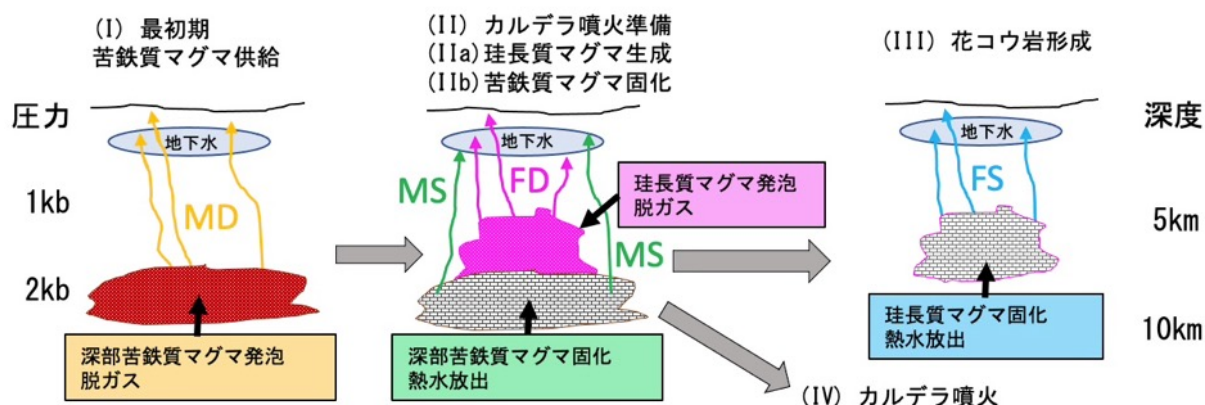 (I) 最初期
苦鉄質マグマ供給
(II) カルデラ噴火準備
(IIa)珪長質マグマ生成
(IIb)苦鉄質マグマ固化
(III) 花コウ岩形成
圧力
深度
地下水
地下水
地下水
MD
MS
FD
MS
FS
珪長質マグマ発泡
脱ガス
1kb
2kb
5km
10km
深部苦鉄質マグマ発泡
脱ガス
深部苦鉄質マグマ固化
熱水放出
珪長質マグマ固化
熱水放出
(IV) カルデラ噴火